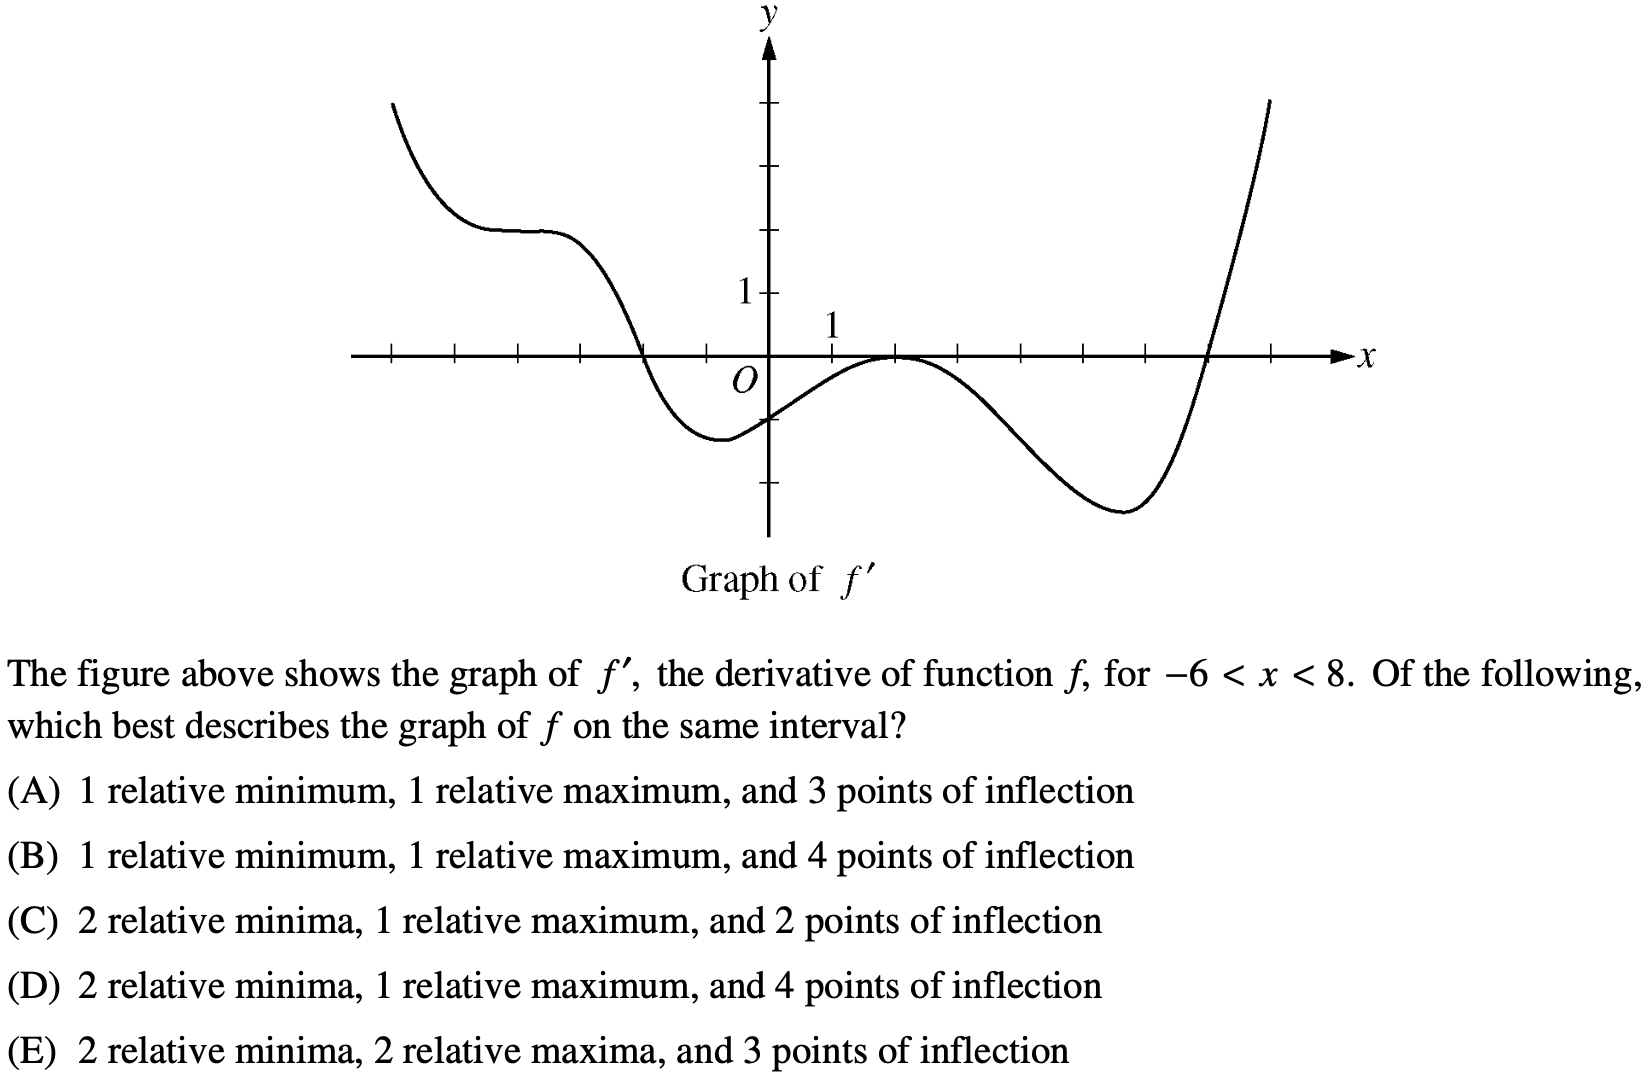 y
1
1
O
x
Graph of f′
The figure above shows the graph of f′, the derivative of function f, for −6 < x < 8. Of the following,
which best describes the graph of f on the same interval?
(A) 1 relative minimum, 1 relative maximum, and 3 points of inflection
(B) 1 relative minimum, 1 relative maximum, and 4 points of inflection
(C) 2 relative minima, 1 relative maximum, and 2 points of inflection
(D) 2 relative minima, 1 relative maximum, and 4 points of inflection
(E) 2 relative minima, 2 relative maxima, and 3 points of inflection